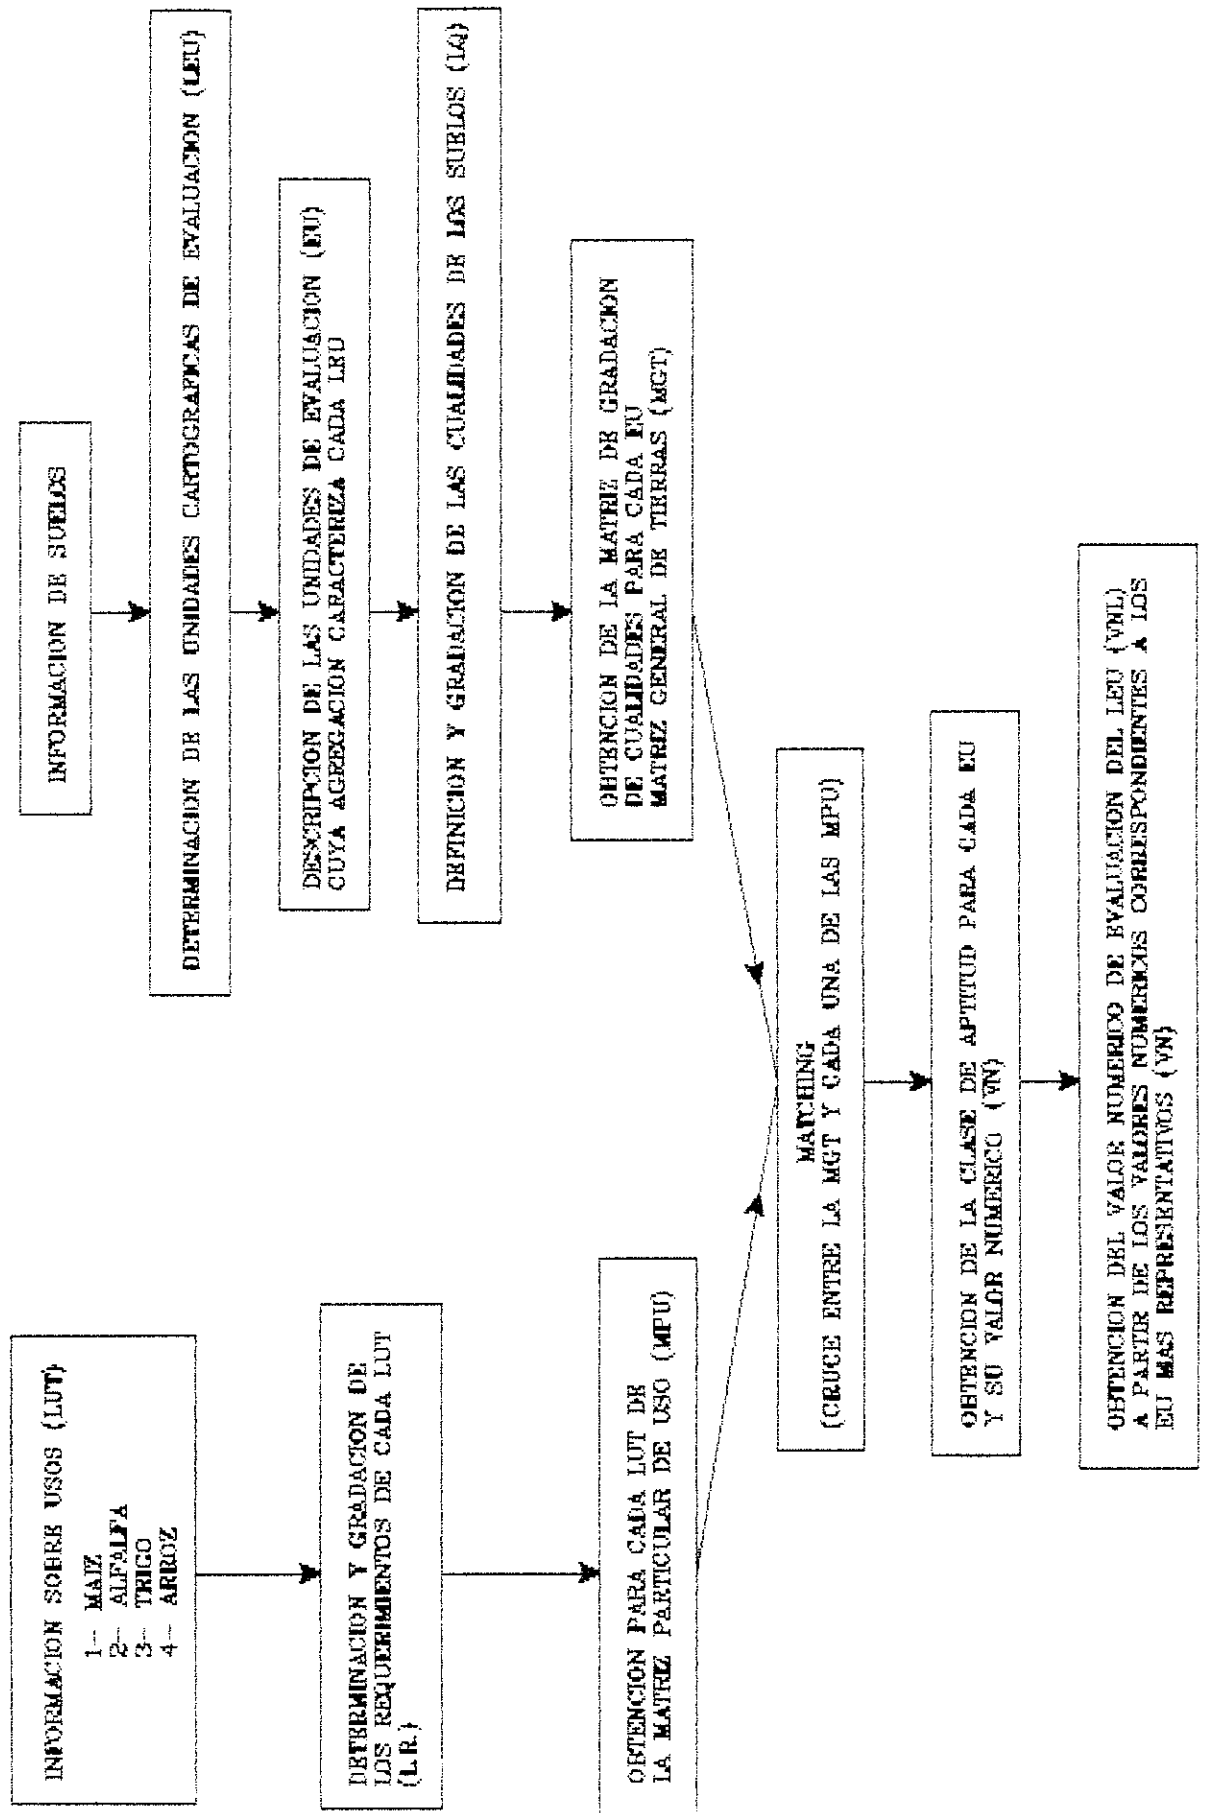 INFORMACION SOBRE USOS (LUT)
1-- MAIZ
2-- ALFALFA
3-- TRIGO
4-- ARROZ
DETERMINACION Y GRADACION DE
LOS REQUERIMIENTOS DE CADA LUT
(L.R.)
OBTENCION PARA CADA LUT DE
LA MATRIZ PARTICULAR DE USO (MPU)
INFORMACION DE SUELOS
DETERMINACION DE LAS UNIDADES CARTOGRAFICAS DE EVALUACION (LEU)
DESCRIPCION DE LAS UNIDADES DE EVALUACION (EU)
CUYA AGREGACION CARACTERIZA CADA LEU
DEFINICION Y GRADACION DE LAS CUALIDADES DE LOS SUELOS (LQ)
OBTENCION DE LA MATRIZ DE GRADACION
DE CUALIDADES PARA CADA EU
MATRIZ GENERAL DE TIERRAS (MGT)
MATCHING
(CRUCE ENTRE LA MGT Y CADA UNA DE LAS MPU)
OBTENCION DE LA CLASE DE APTITUD PARA CADA EU
Y SU VALOR NUMERICO (VN)
OBTENCION DEL VALOR NUMERICO DE EVALUACION DEL LEU (VNL)
A PARTIR DE LOS VALORES NUMERICOS CORRESPONDIENTES A LOS
EU MAS REPRESENTATIVOS (VN)